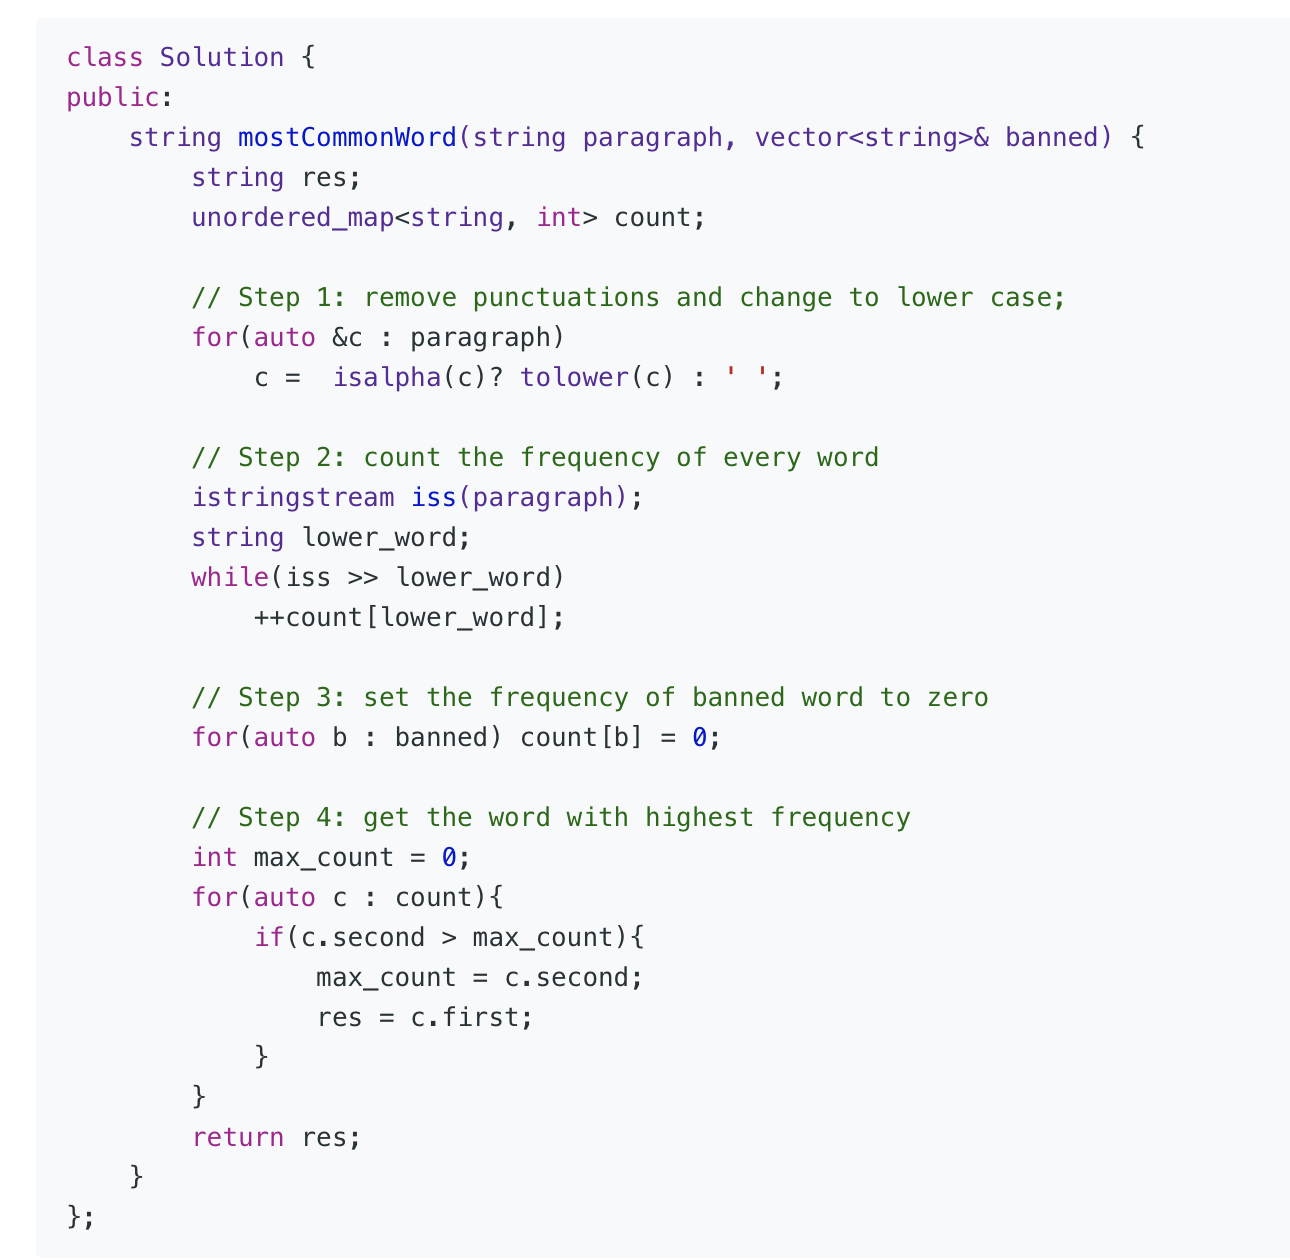 class Solution {
public:
    string mostCommonWord(string paragraph, vector<string>& banned) {
        string res;
        unordered_map<string, int> count;

        // Step 1: remove punctuations and change to lower case;
        for(auto &c : paragraph)
            c =  isalpha(c)? tolower(c) : ' ';

        // Step 2: count the frequency of every word
        istringstream iss(paragraph);
        string lower_word;
        while(iss >> lower_word)
            ++count[lower_word];

        // Step 3: set the frequency of banned word to zero
        for(auto b : banned) count[b] = 0;

        // Step 4: get the word with highest frequency
        int max_count = 0;
        for(auto c : count){
            if(c.second > max_count){
                max_count = c.second;
                res = c.first;
            }
        }
        return res;
    }
};